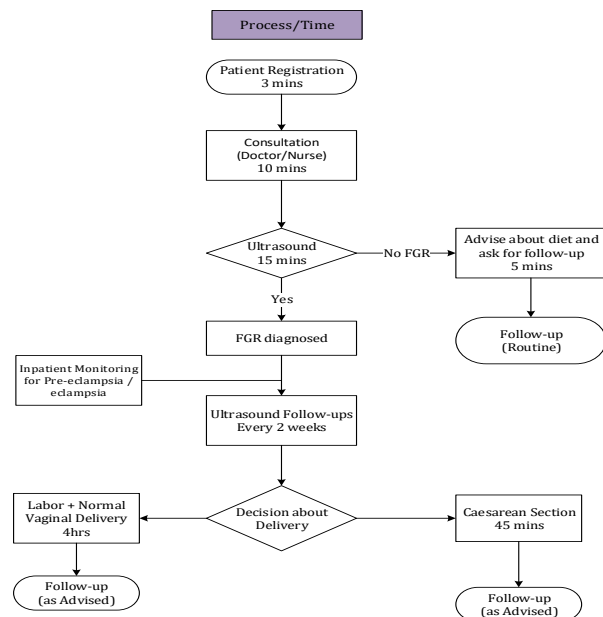 Process/Time
Patient Registration
3 mins
Consultation
(Doctor/Nurse)
10 mins
Ultrasound
15 mins
No FGR
Advise about diet and
ask for follow-up
5 mins
Yes
Follow-up
(Routine)
FGR diagnosed
Inpatient Monitoring
for Pre-eclampsia /
eclampsia
Ultrasound Follow-ups
Every 2 weeks
Labor + Normal
Vaginal Delivery
4hrs
Decision about
Delivery
Caesarean Section
45 mins
Follow-up
(as Advised)
Follow-up
(as Advised)